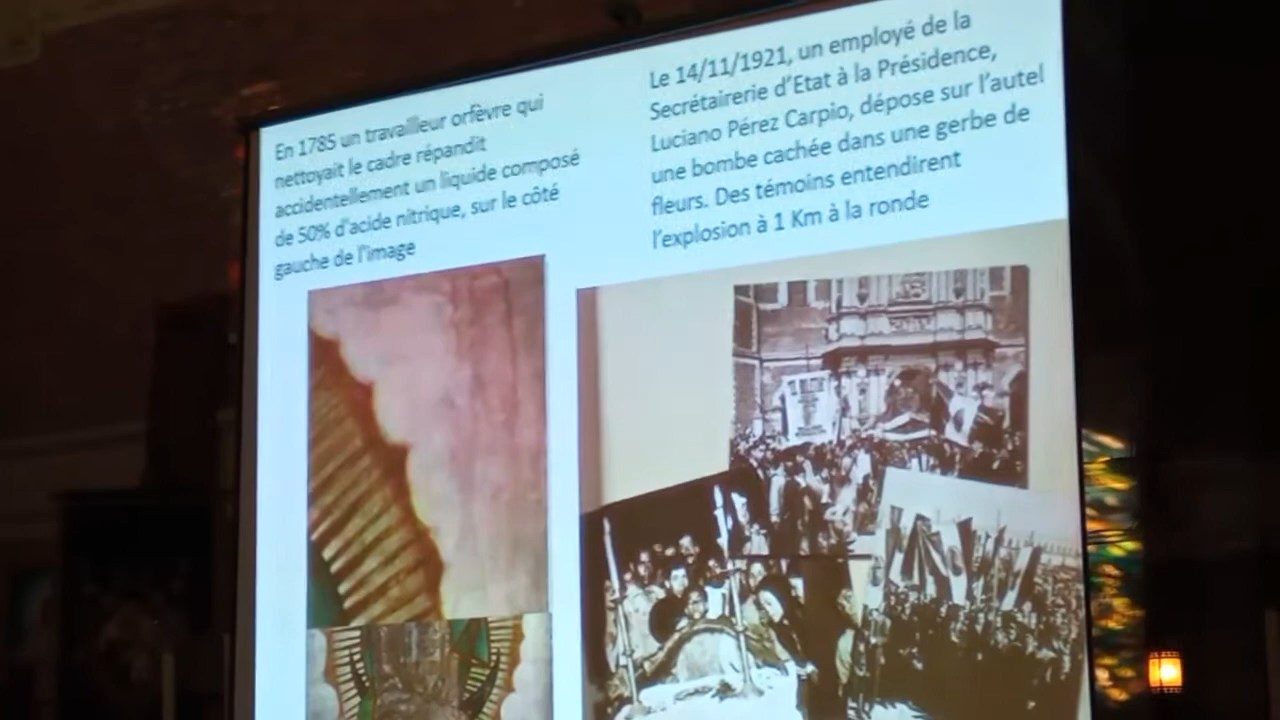 En 1785 un travailleur orfèvre qui
nettoyait le cadre répandit
accidentellement un liquide composé
de 50% d'acide nitrique, sur le côté
gauche de l'image
Le 14/11/1921, un employé de la
Secrétairerie d'Etat à la Présidence,
Luciano Pérez Carpio, dépose sur l'autel
une bombe cachée dans une gerbe de
fleurs. Des témoins entendirent
l'explosion à 1 Km à la ronde